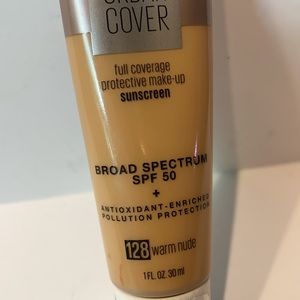 COVER
full coverage
protective make-up
sunscreen
BROAD SPECTRUM
SPF 50
+
ANTIOXIDANT-ENRICHED
POLLUTION PROTECTION
128 warm nude
1 FL. OZ. 30 ml